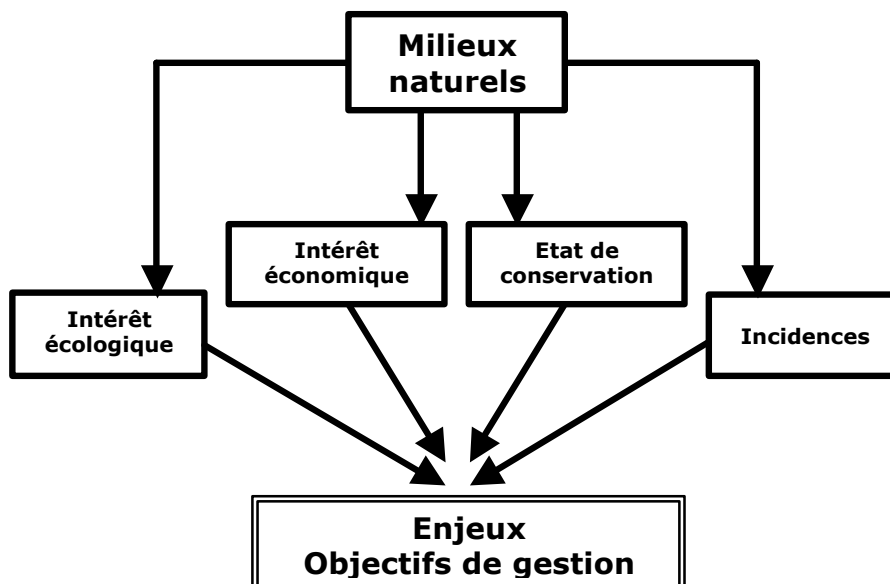 Milieux
naturels
Intérêt
économique
Etat de
conservation
Intérêt
écologique
Incidences
Enjeux
Objectifs de gestion